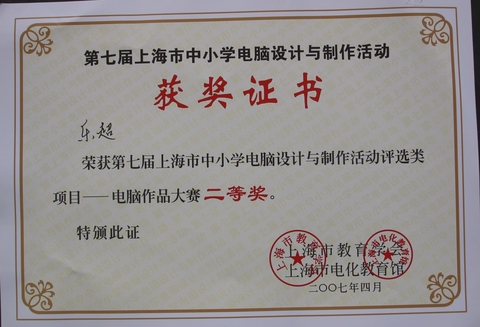 第七届上海市中小学电脑设计与制作活动
获奖证书
荣获第七届上海市中小学电脑设计与制作活动评选类
项目——电脑作品大赛二等奖。
特颁此证
上海市教育学会
上海市电化教育馆
二〇〇七年四月